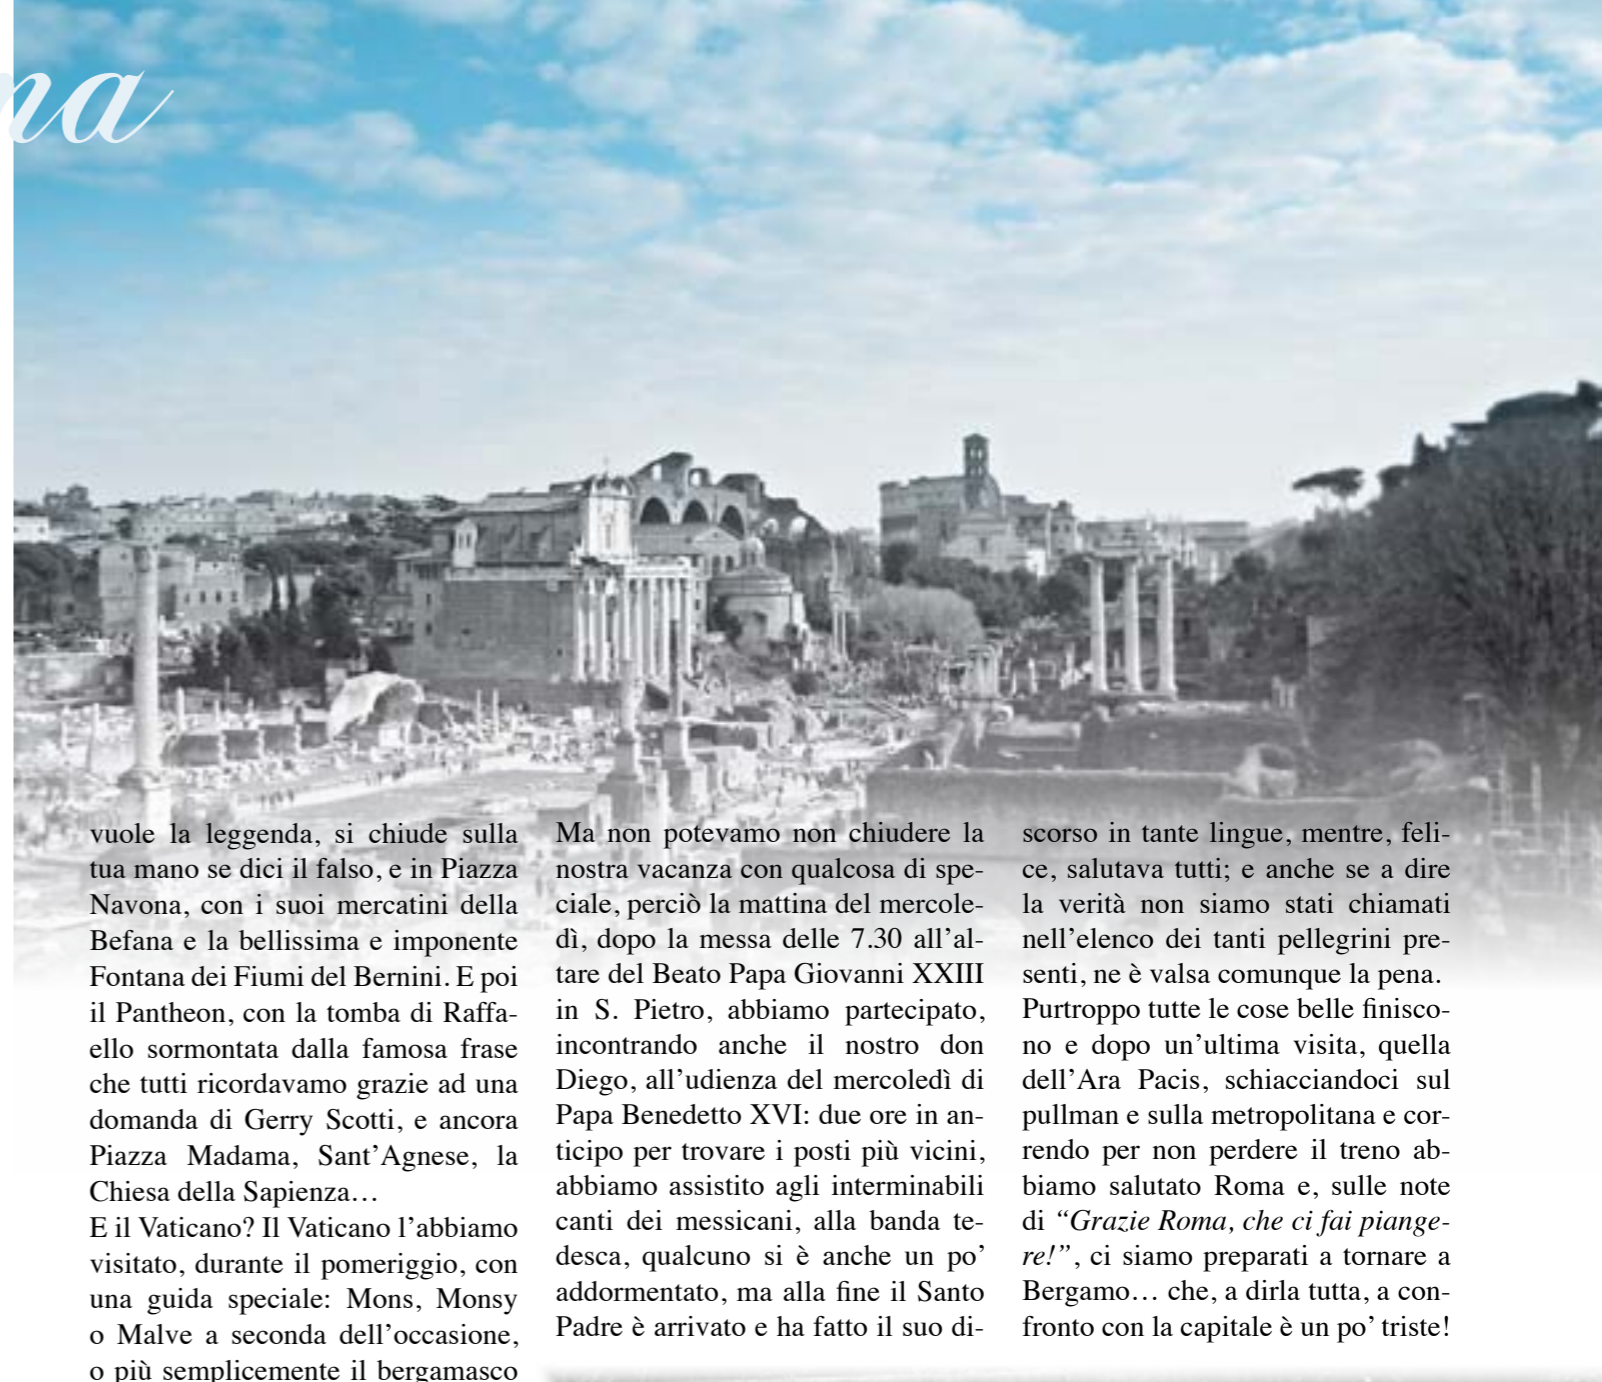 na
vuole la leggenda, si chiude sulla
tua mano se dici il falso, e in Piazza
Navona, con i suoi mercatini della
Befana e la bellissima e imponente
Fontana dei Fiumi del Bernini. E poi
il Pantheon, con la tomba di Raffa-
ello sormontata dalla famosa frase
che tutti ricordavamo grazie ad una
domanda di Gerry Scotti, e ancora
Piazza Madama, Sant’Agnese, la
Chiesa della Sapienza…
E il Vaticano? Il Vaticano l’abbiamo
visitato, durante il pomeriggio, con
una guida speciale: Mons, Monsy
o Malve a seconda dell’occasione,
o più semplicemente il bergamasco
Ma non potevamo non chiudere la
nostra vacanza con qualcosa di spe-
ciale, perciò la mattina del mercole-
dì, dopo la messa delle 7.30 all’al-
tare del Beato Papa Giovanni XXIII
in S. Pietro, abbiamo partecipato,
incontrando anche il nostro don
Diego, all’udienza del mercoledì di
Papa Benedetto XVI: due ore in an-
ticipo per trovare i posti più vicini,
abbiamo assistito agli interminabili
canti dei messicani, alla banda te-
desca, qualcuno si è anche un po’
addormentato, ma alla fine il Santo
Padre è arrivato e ha fatto il suo di-
scorso in tante lingue, mentre, feli-
ce, salutava tutti; e anche se a dire
la verità non siamo stati chiamati
nell’elenco dei tanti pellegrini pre-
senti, ne è valsa comunque la pena.
Purtroppo tutte le cose belle finisco-
no e dopo un’ultima visita, quella
dell’Ara Pacis, schiacciandoci sul
pullman e sulla metropolitana e cor-
rendo per non perdere il treno ab-
biamo salutato Roma e, sulle note
di “Grazie Roma, che ci fai piange-
re!”, ci siamo preparati a tornare a
Bergamo… che, a dirla tutta, a con-
fronto con la capitale è un po’ triste!